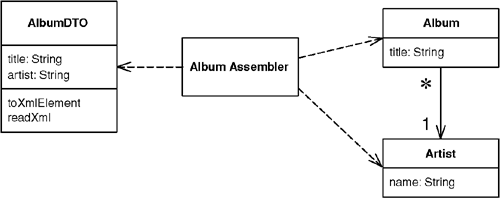 AlbumDTO
title: String
artist: String
toXmlElement
readXml
Album Assembler
Album
title: String
*
1
Artist
name: String